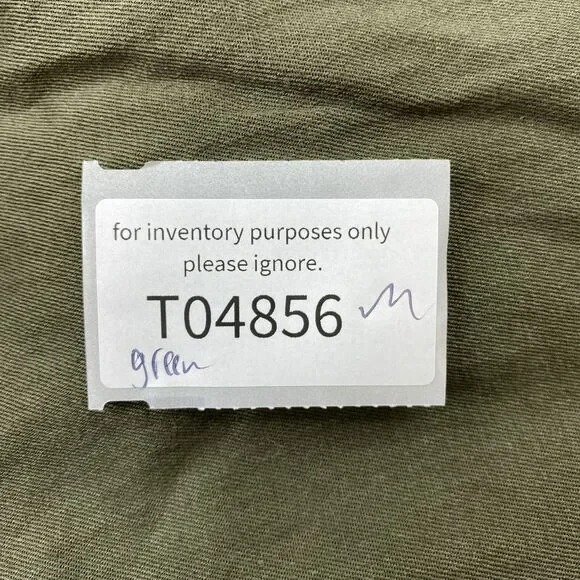 for inventory purposes only
please ignore.
T04856 M
green